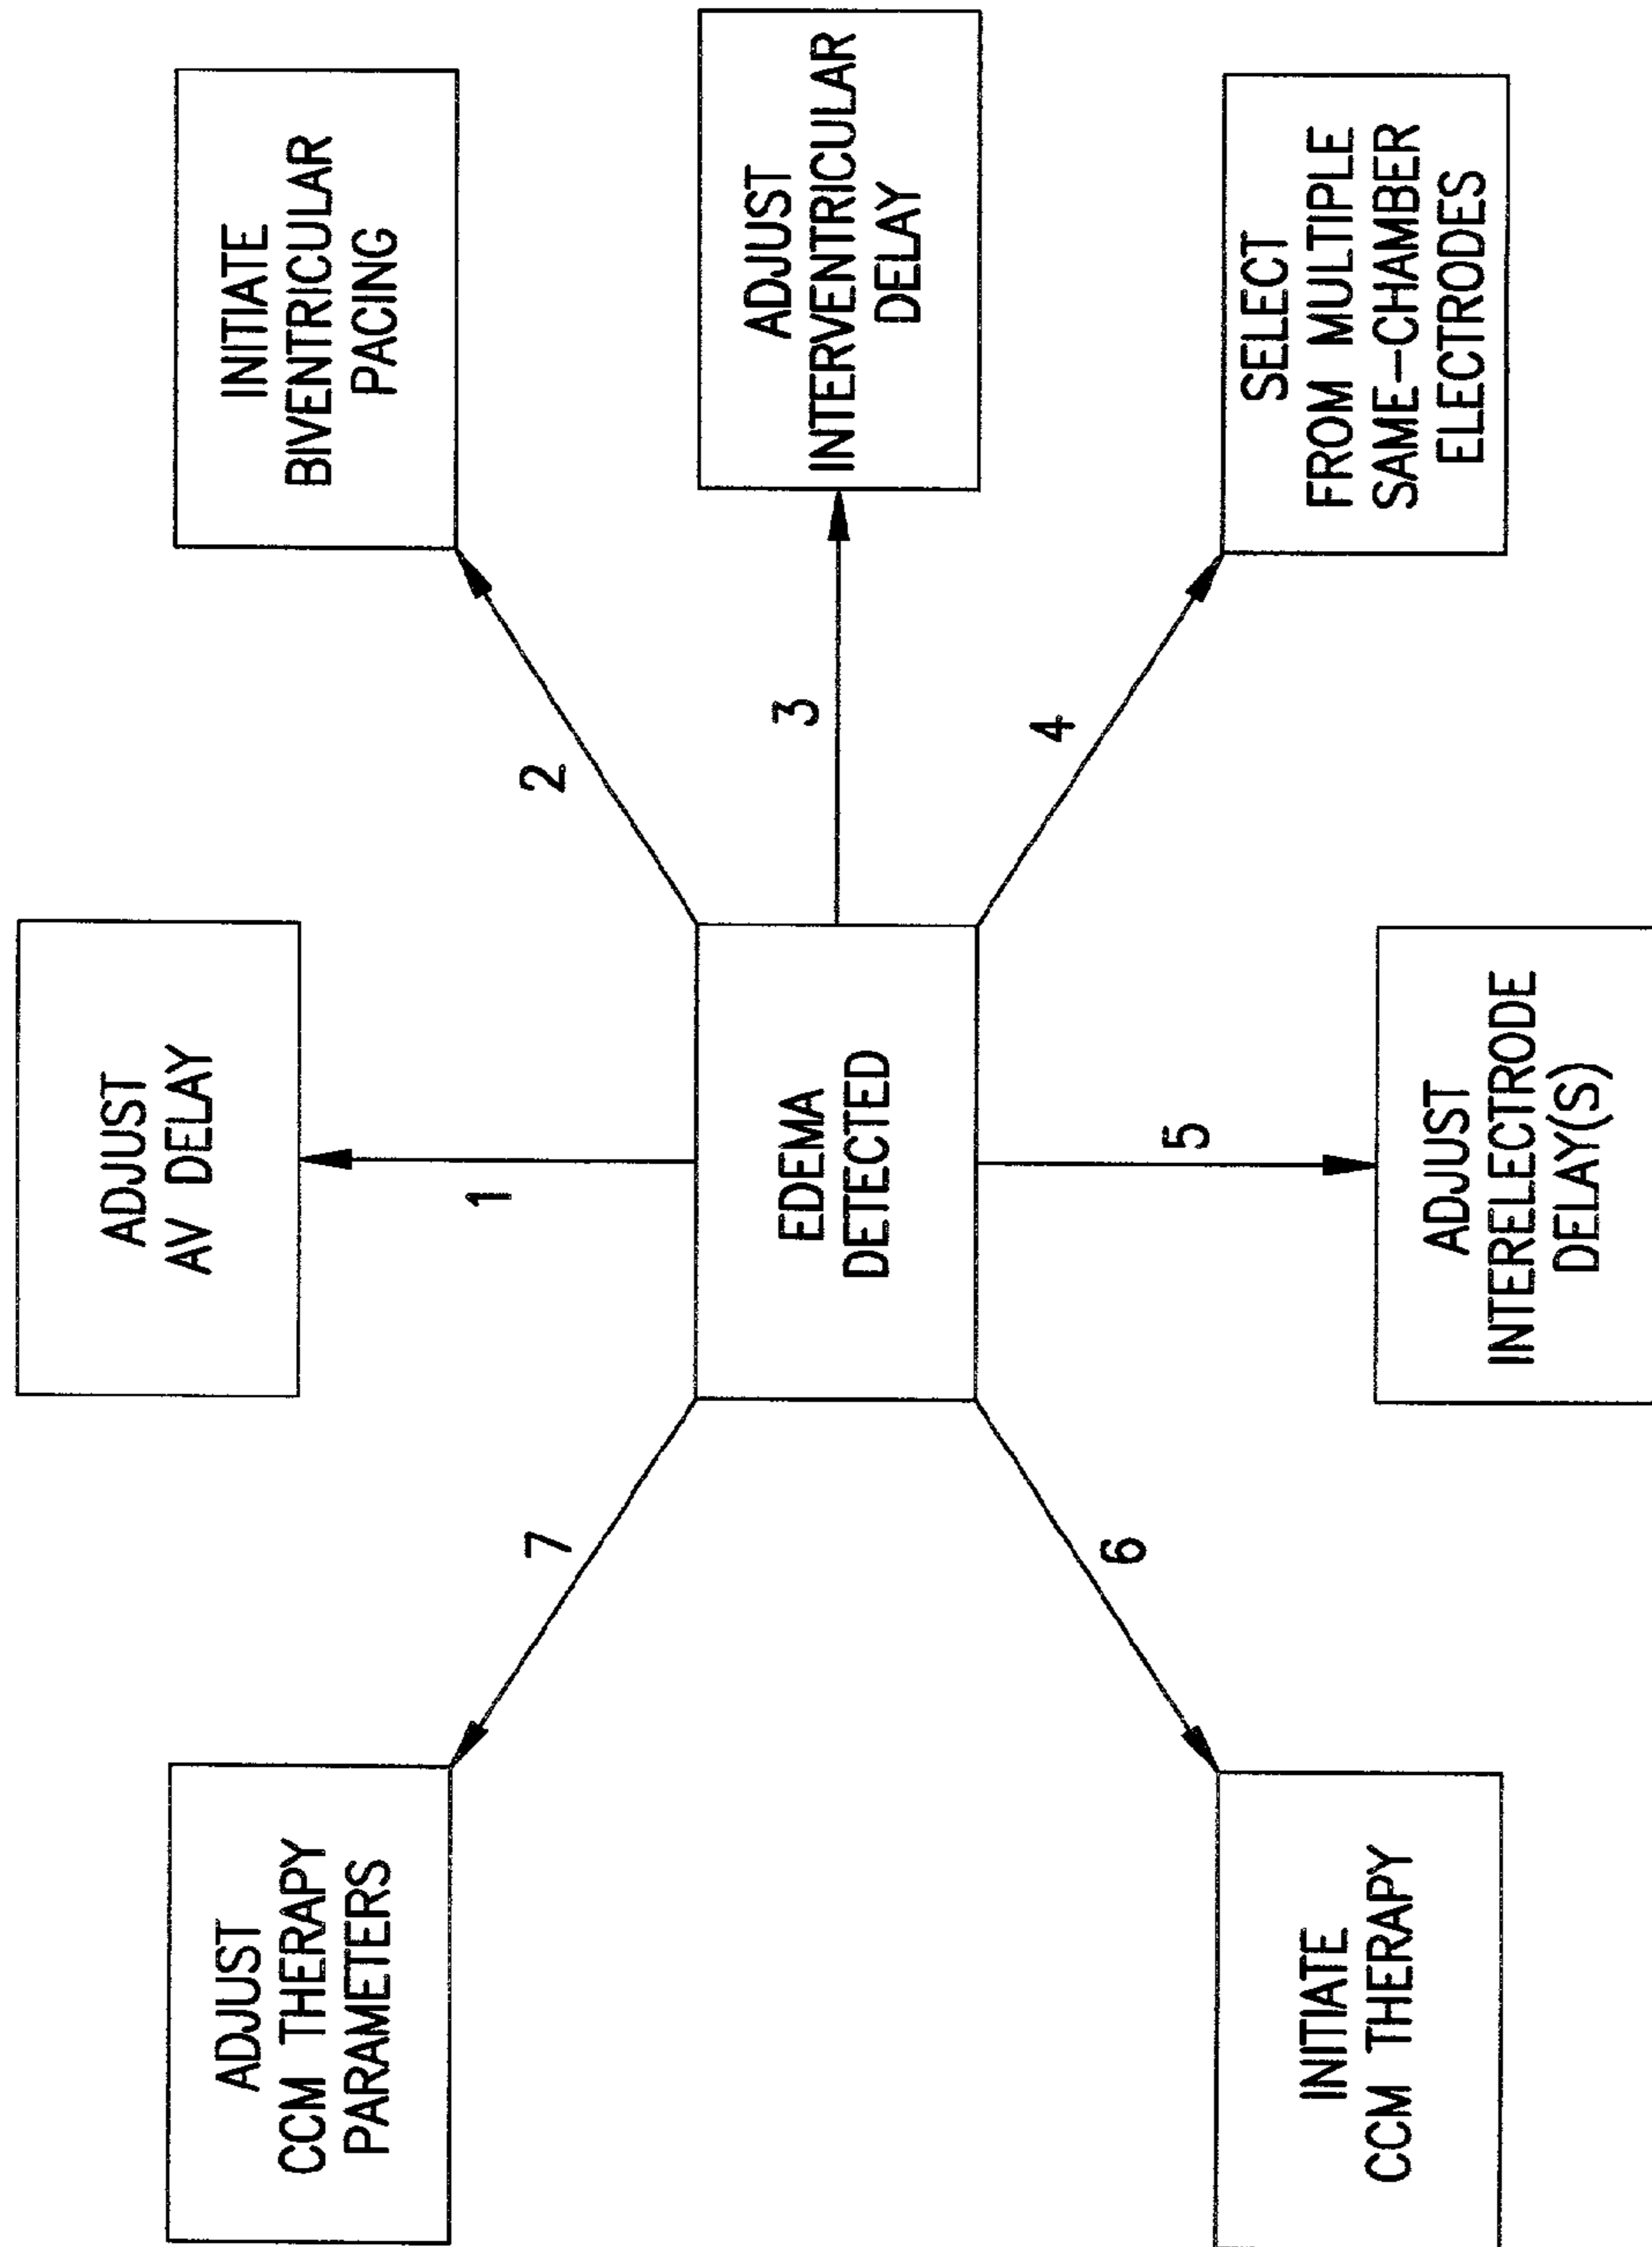 EDEMA
DETECTED
1
ADJUST
AV DELAY
2
INITIATE
BIVENTRICULAR
PACING
3
ADJUST
INTERVENTRICULAR
DELAY
4
SELECT
FROM MULTIPLE
SAME-CHAMBER
ELECTRODES
5
ADJUST
INTERELECTRODE
DELAY(S)
6
INITIATE
CCM THERAPY
7
ADJUST
CCM THERAPY
PARAMETERS